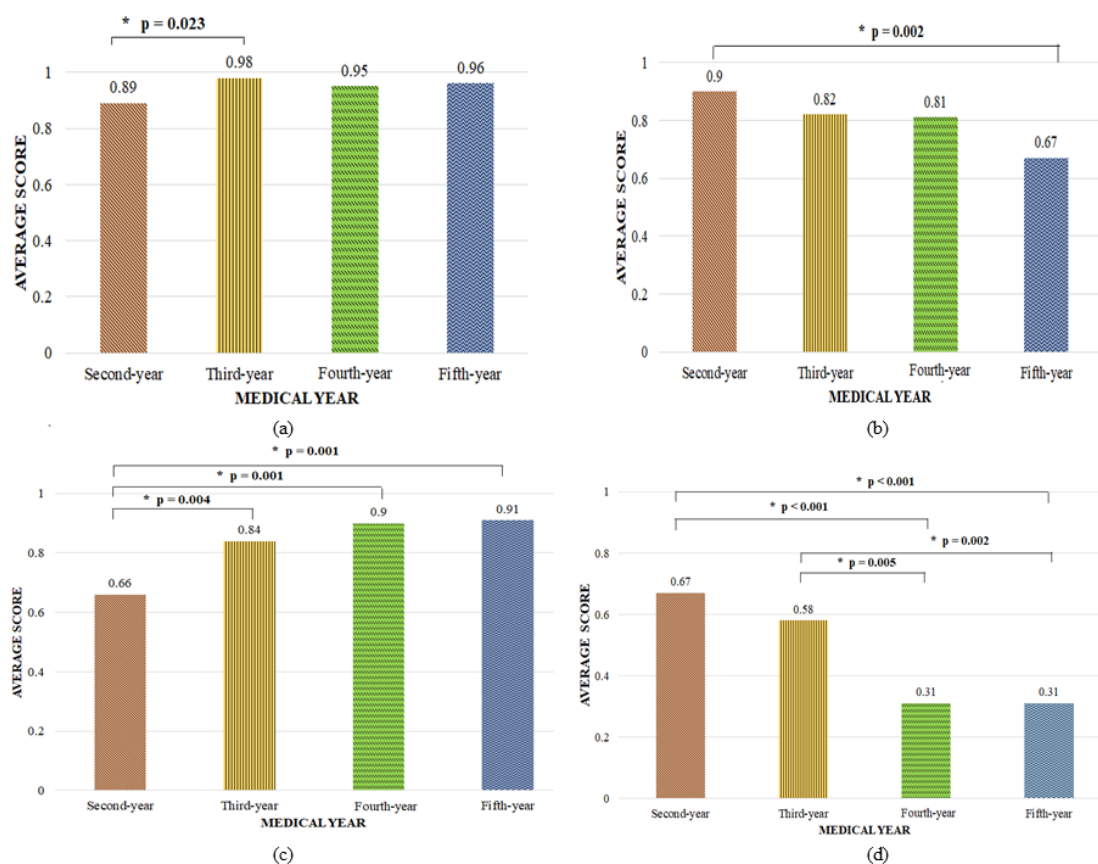 * p = 0.023
0.89
0.98
0.95
0.96
1
0.8
0.6
0.4
0.2
0
AVERAGE SCORE
Second-year Third-year Fourth-year Fifth-year
MEDICAL YEAR
(a)
* p = 0.002
0.9
0.82
0.81
0.67
1
0.8
0.6
0.4
0.2
0
AVERAGE SCORE
Second-year Third-year Fourth-year Fifth-year
MEDICAL YEAR
(b)
* p = 0.001
* p = 0.001
* p = 0.004
0.66
0.84
0.9
0.91
1
0.8
0.6
0.4
0.2
0
AVERAGE SCORE
Second-year Third-year Fourth-year Fifth-year
MEDICAL YEAR
(c)
* p < 0.001
* p < 0.001
* p = 0.002
* p = 0.005
0.67
0.58
0.31
0.31
1
0.8
0.6
0.4
0.2
0
AVERAGE SCORE
Second-year Third-year Fourth-year Fifth-year
MEDICAL YEAR
(d)